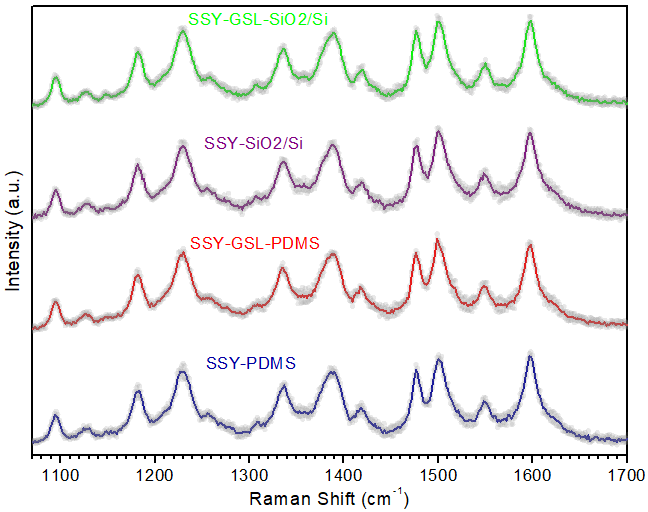 SSY-GSL-SiO2/Si
SSY-SiO2/Si
SSY-GSL-PDMS
SSY-PDMS
Intensity (a.u.)
1100 1200 1300 1400 1500 1600 1700
Raman Shift (cm⁻¹)